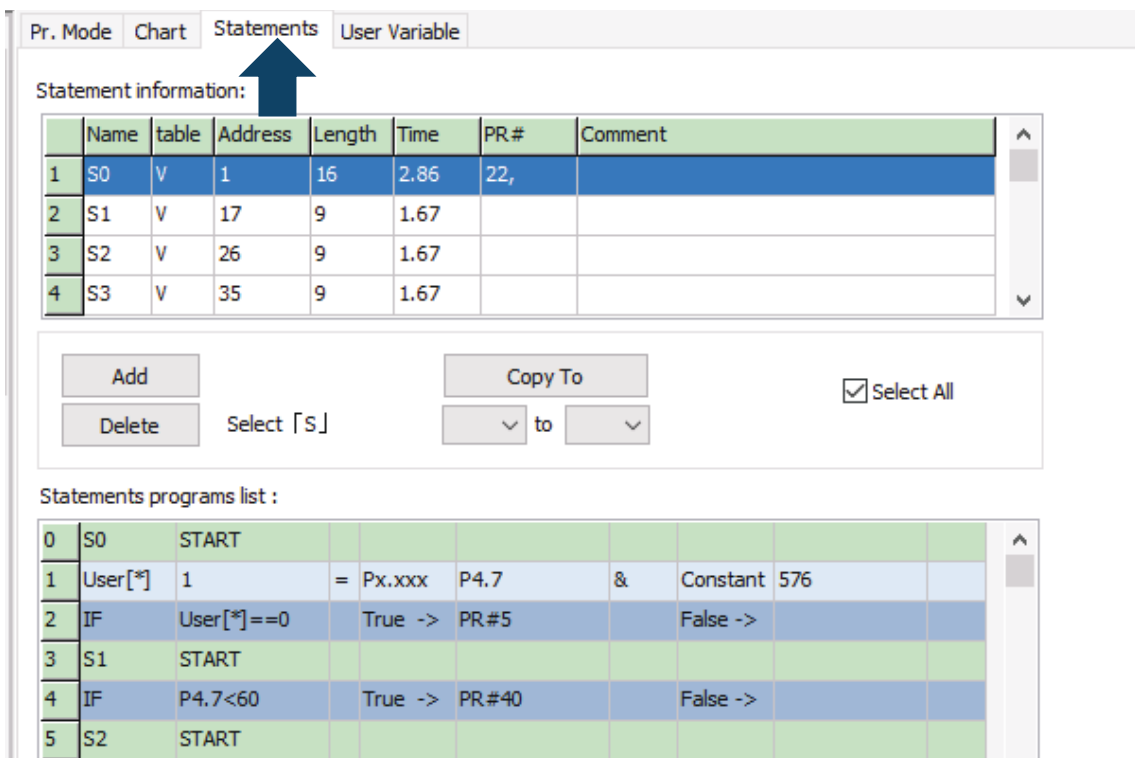 Pr. Mode Chart Statements User Variable
Statement information:
Name table Address Length Time PR# Comment
1 S0 V 1 16 2.86 22,
2 S1 V 17 9 1.67
3 S2 V 26 9 1.67
4 S3 V 35 9 1.67
Add Copy To
Select All
Delete Select「S」 to
Statements programs list :
0 S0 START
1 User[*] 1 = Px.xxx P4.7 & Constant 576
2 IF User[*]==0 True -> PR#5 False ->
3 S1 START
4 IF P4.7<60 True -> PR#40 False ->
5 S2 START